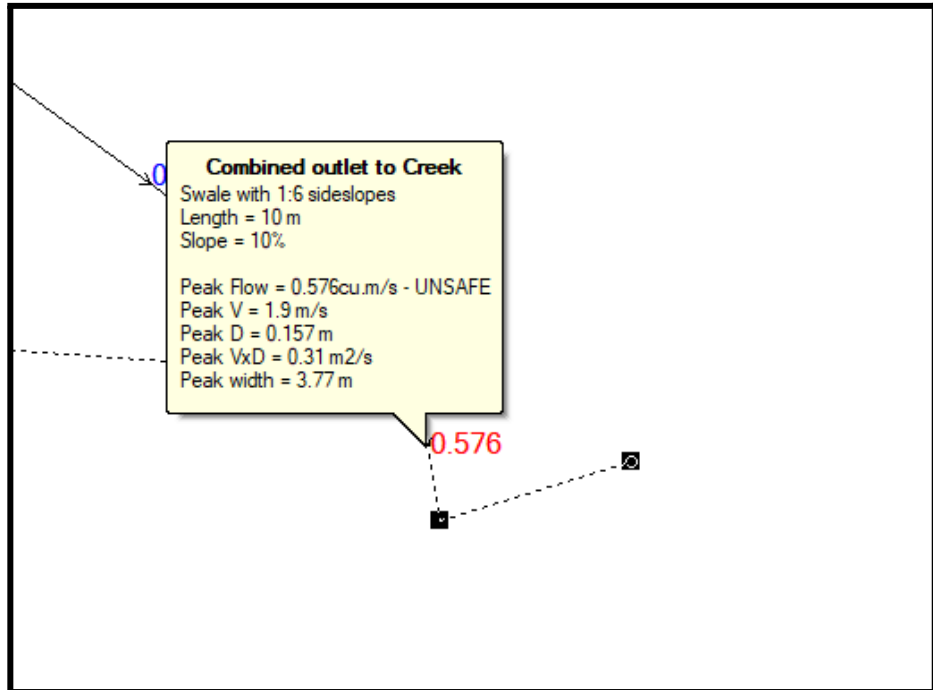 0
Combined outlet to Creek
Swale with 1:6 sideslopes
Length = 10 m
Slope = 10%
Peak Flow = 0.576cu.m/s - UNSAFE
Peak V = 1.9 m/s
Peak D = 0.157 m
Peak VxD = 0.31 m2/s
Peak width = 3.77 m
0.576